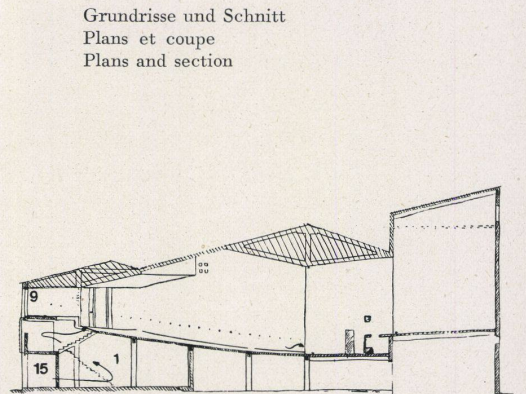 Grundrisse und Schnitt
Plans et coupe
Plans and section
9
1
15